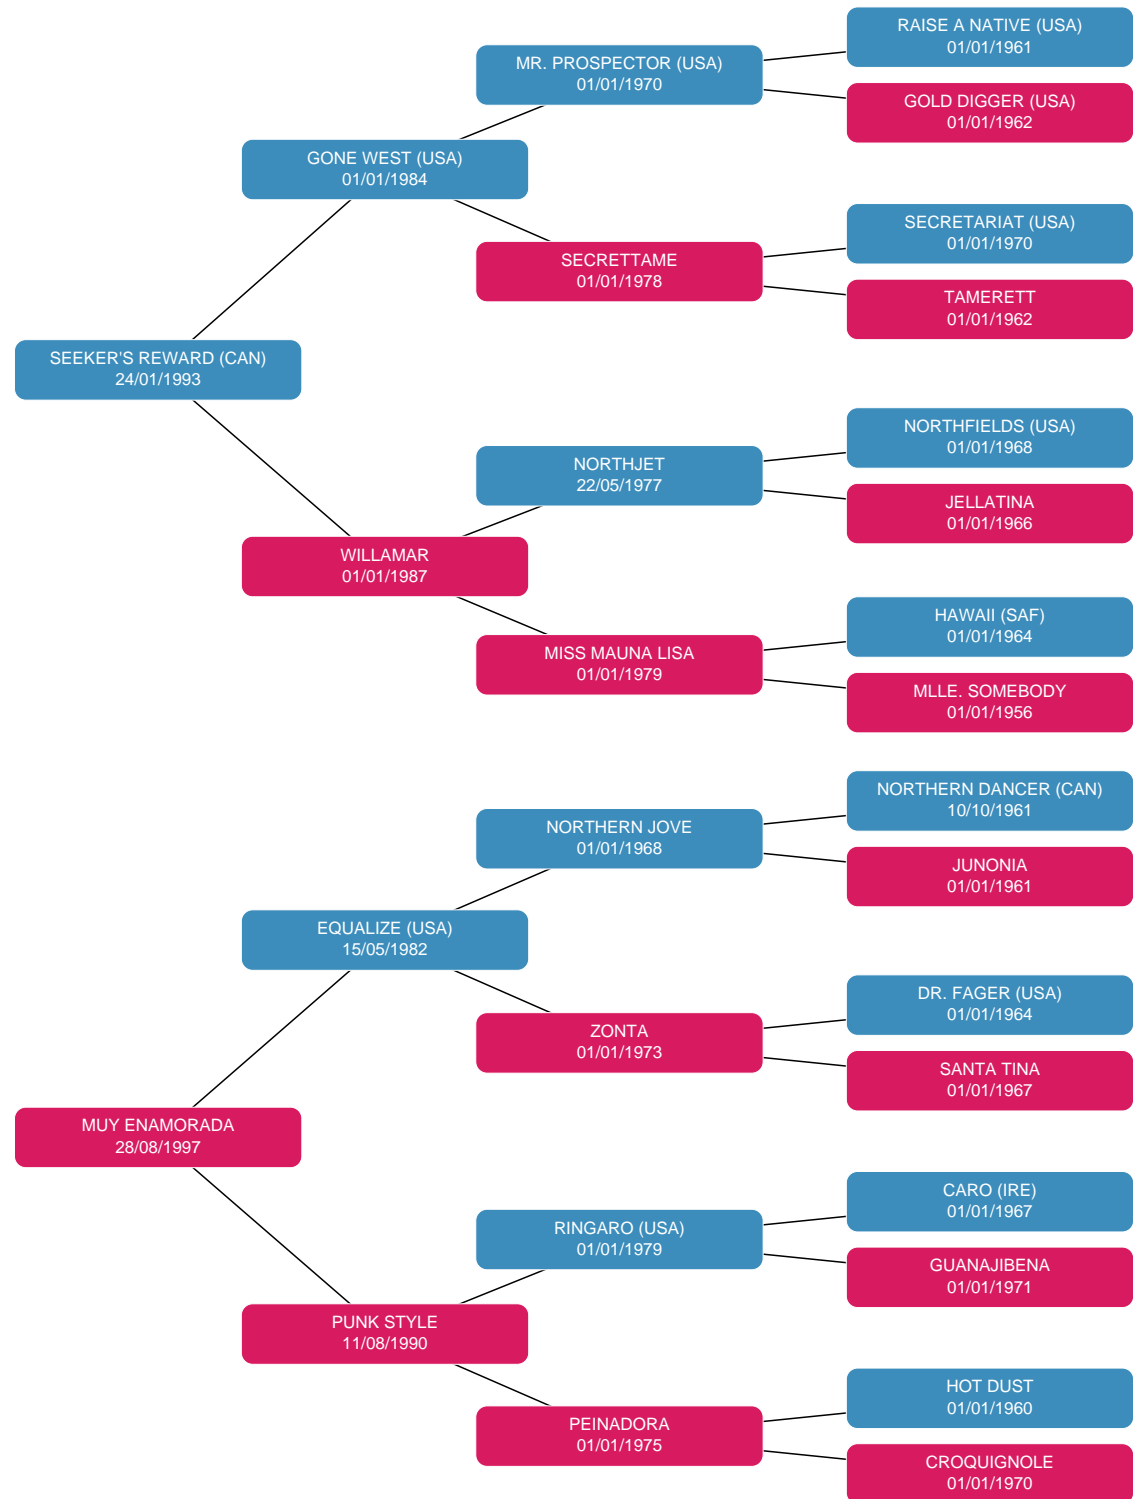 RAISE A NATIVE (USA)
01/01/1961
MR. PROSPECTOR (USA)
01/01/1970
GOLD DIGGER (USA)
01/01/1962
GONE WEST (USA)
01/01/1984
SECRETARIAT (USA)
01/01/1970
SECRETTAME
01/01/1978
TAMERETT
01/01/1962
SEEKER'S REWARD (CAN)
24/01/1993
NORTHFIELDS (USA)
01/01/1968
NORTHJET
22/05/1977
JELLATINA
01/01/1966
WILLAMAR
01/01/1987
HAWAII (SAF)
01/01/1964
MISS MAUNA LISA
01/01/1979
MLLE. SOMEBODY
01/01/1956
NORTHERN DANCER (CAN)
10/10/1961
NORTHERN JOVE
01/01/1968
JUNONIA
01/01/1961
EQUALIZE (USA)
15/05/1982
DR. FAGER (USA)
01/01/1964
ZONTA
01/01/1973
SANTA TINA
01/01/1967
MUY ENAMORADA
28/08/1997
CARO (IRE)
01/01/1967
RINGARO (USA)
01/01/1979
GUANAJIBENA
01/01/1971
PUNK STYLE
11/08/1990
HOT DUST
01/01/1960
PEINADORA
01/01/1975
CROQUIGNOLE
01/01/1970